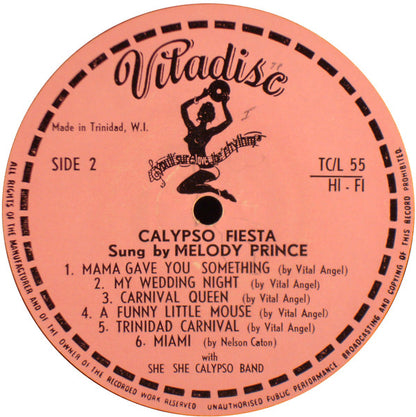 Vitadisc
you'll sure love the rhythm
Made in Trinidad, W.I.
SIDE 2
TC/L 55
HI - FI
CALYPSO FIESTA
Sung by MELODY PRINCE
1. MAMA GAVE YOU SOMETHING (by Vital Angel)
2. MY WEDDING NIGHT (by Vital Angel)
3. CARNIVAL QUEEN (by Vital Angel)
4. A FUNNY LITTLE MOUSE (by Vital Angel)
5. TRINIDAD CARNIVAL (by Vital Angel)
6. MIAMI (by Nelson Caton)
with
SHE SHE CALYPSO BAND
ALL RIGHTS OF THE MANUFACTURER AND OF THE OWNER OF THE RECORDED WORK RESERVED UNAUTHORISED PUBLIC PERFORMANCE BROADCASTING AND COPYING OF THIS RECORD PROHIBITED.